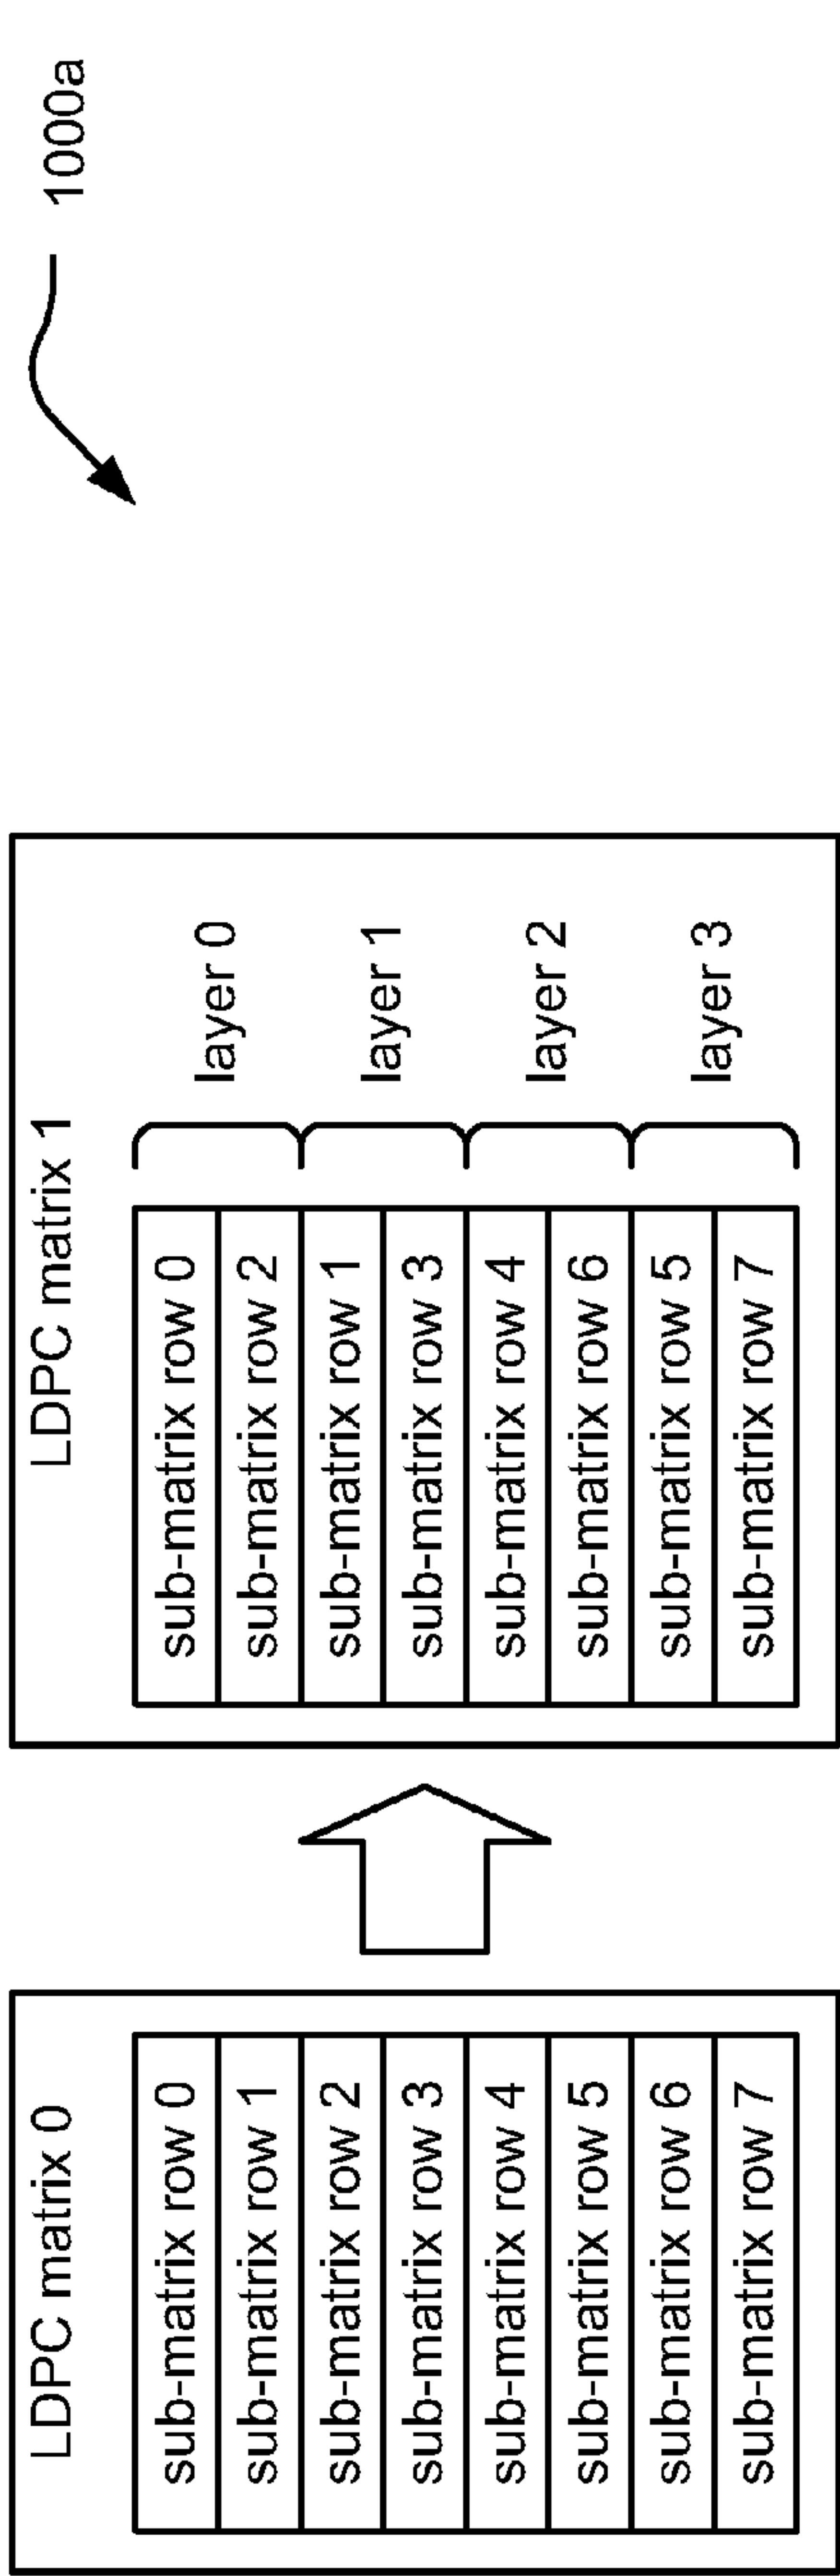 LDPC matrix 0
sub-matrix row 0
sub-matrix row 1
sub-matrix row 2
sub-matrix row 3
sub-matrix row 4
sub-matrix row 5
sub-matrix row 6
sub-matrix row 7
LDPC matrix 1
sub-matrix row 0
sub-matrix row 2
sub-matrix row 1
sub-matrix row 3
sub-matrix row 4
sub-matrix row 6
sub-matrix row 5
sub-matrix row 7
layer 0
layer 1
layer 2
layer 3
1000a